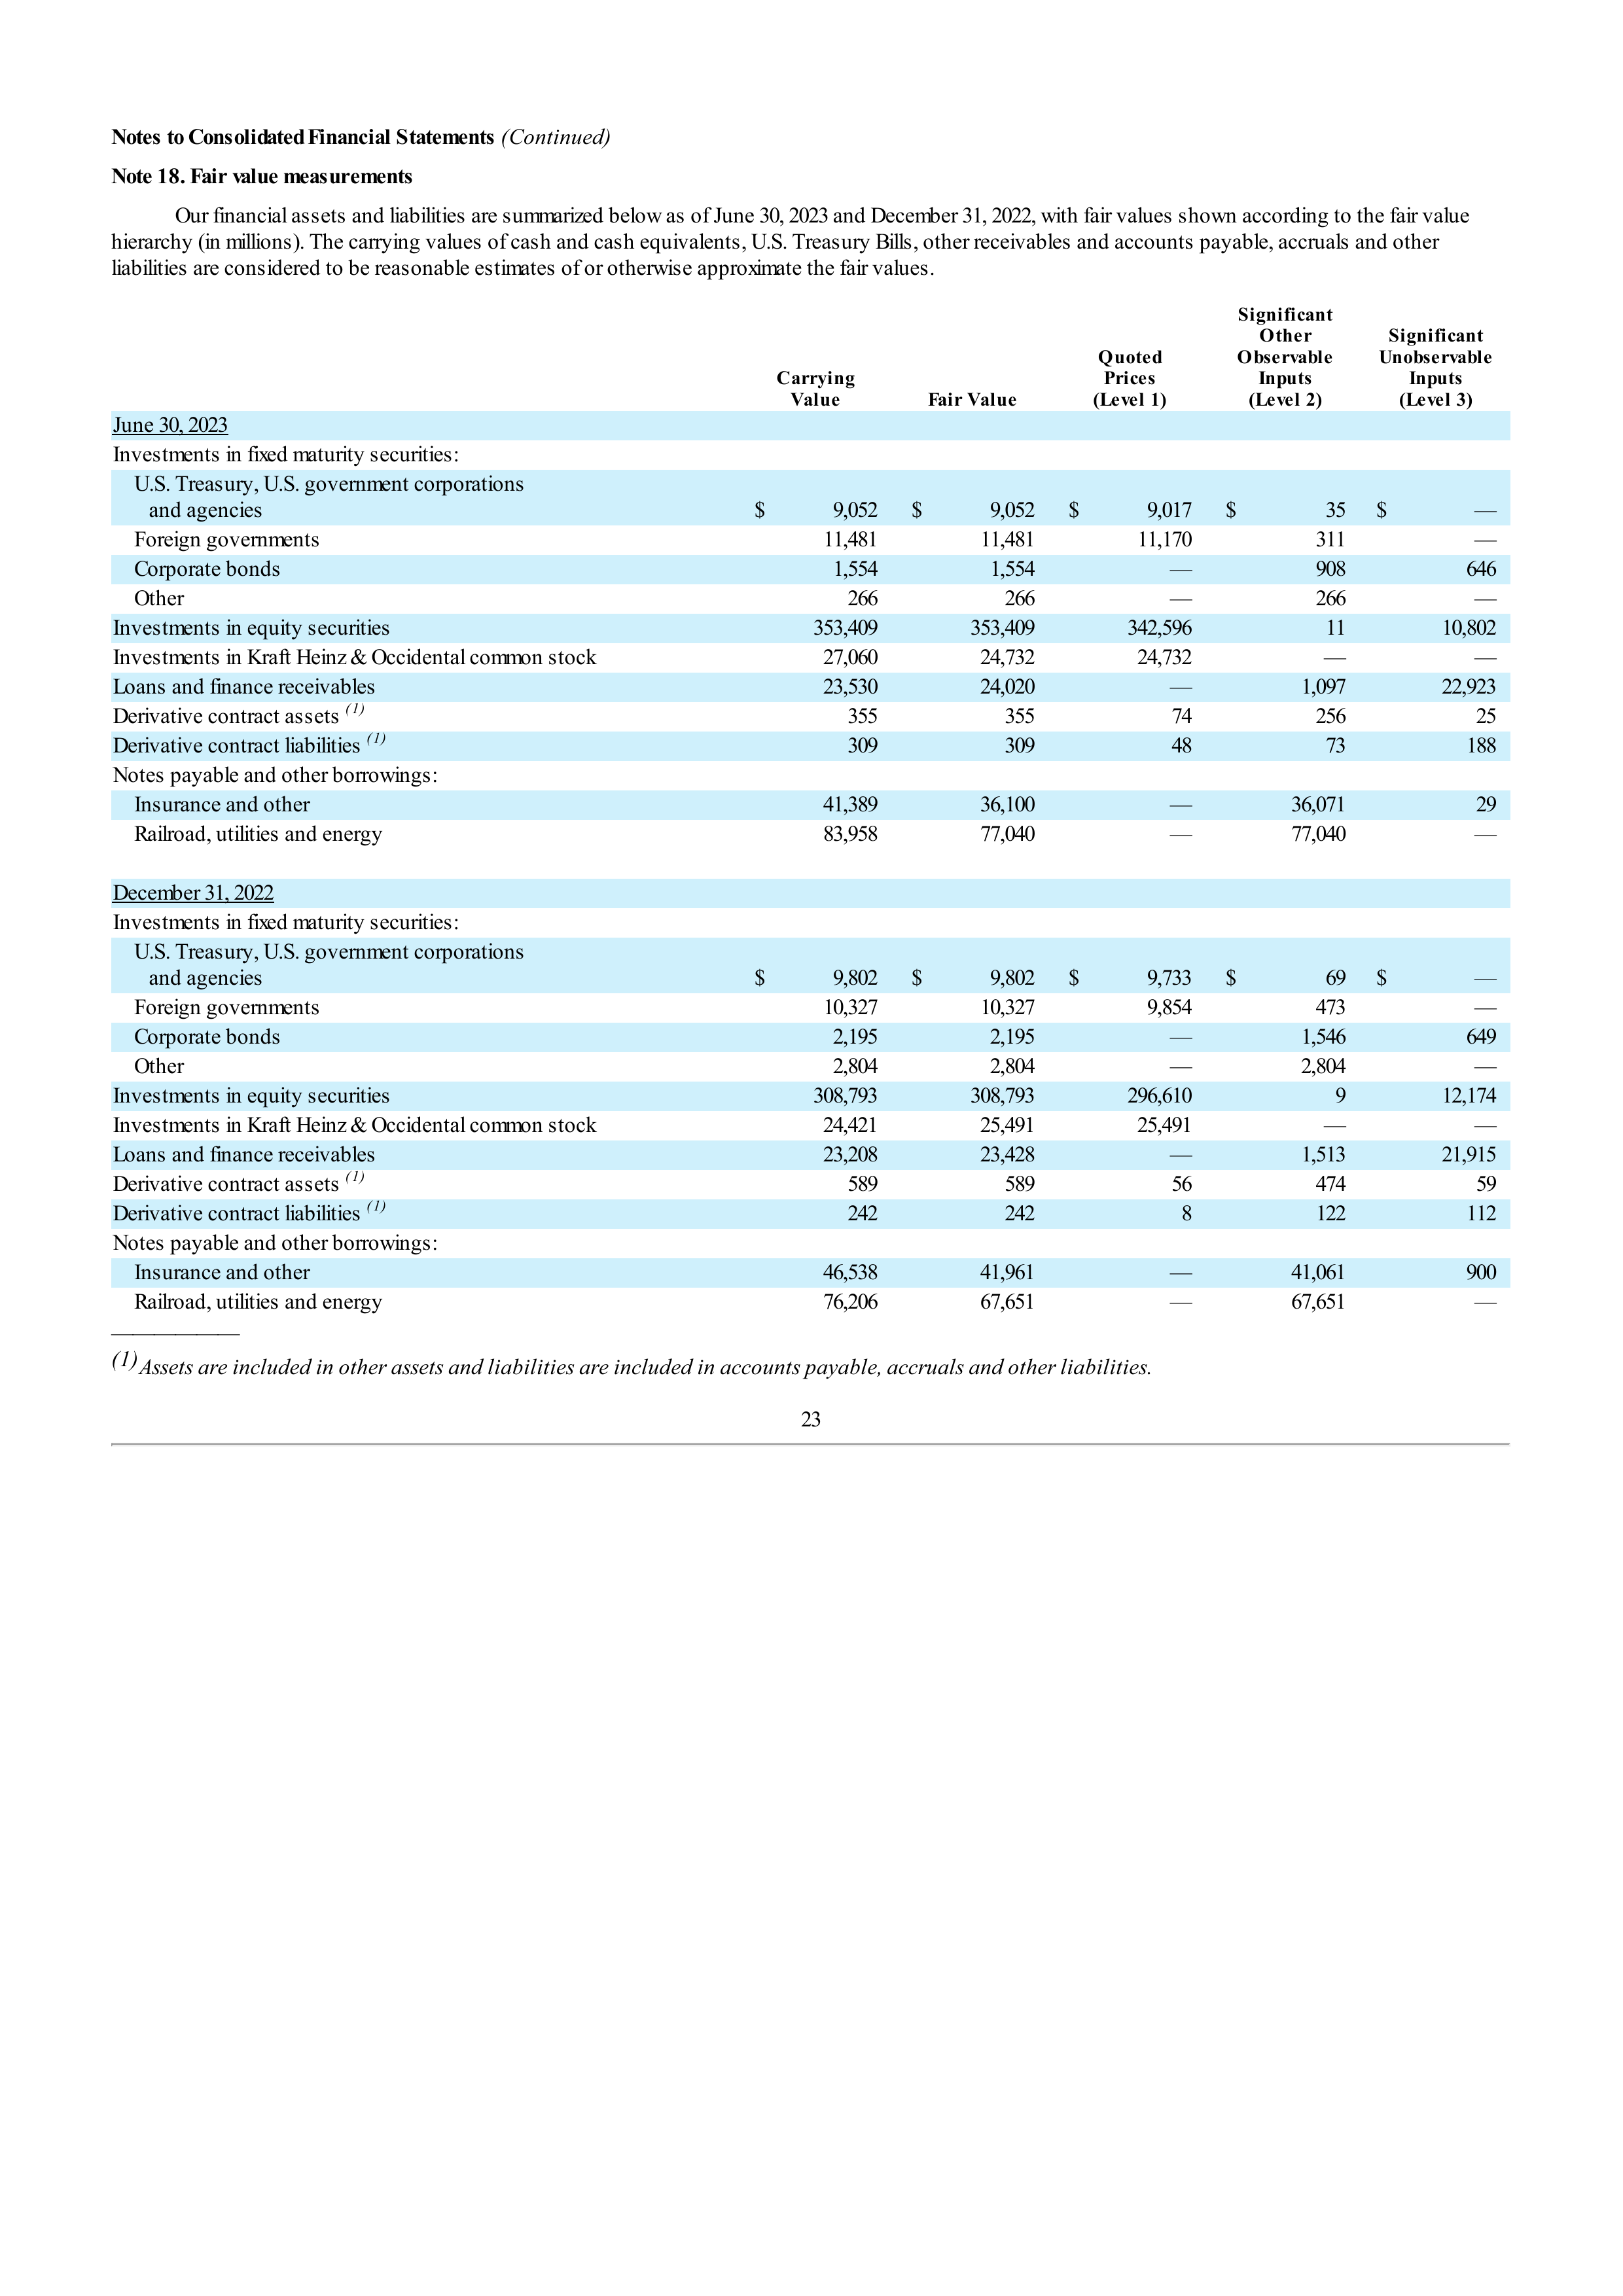 Notes to Consolidated Financial Statements (Continued)
Note 18. Fair value measurements
Our financial assets and liabilities are summarized below as of June 30, 2023 and December 31, 2022, with fair values shown according to the fair value
hierarchy (in millions). The carrying values of cash and cash equivalents, U.S. Treasury Bills, other receivables and accounts payable, accruals and other
liabilities are considered to be reasonable estimates of or otherwise approximate the fair values.
Carrying Value Fair Value Quoted Prices (Level 1) Significant Other Observable Inputs (Level 2) Significant Unobservable Inputs (Level 3)
June 30, 2023
Investments in fixed maturity securities:
U.S. Treasury, U.S. government corporations
and agencies $ 9,052 $ 9,052 $ 9,017 $ 35 $ —
Foreign governments 11,481 11,481 11,170 311 —
Corporate bonds 1,554 1,554 — 908 646
Other 266 266 — 266 —
Investments in equity securities 353,409 353,409 342,596 11 10,802
Investments in Kraft Heinz & Occidental common stock 27,060 24,732 24,732 — —
Loans and finance receivables 23,530 24,020 — 1,097 22,923
Derivative contract assets (1) 355 355 74 256 25
Derivative contract liabilities (1) 309 309 48 73 188
Notes payable and other borrowings:
Insurance and other 41,389 36,100 — 36,071 29
Railroad, utilities and energy 83,958 77,040 — 77,040 —
December 31, 2022
Investments in fixed maturity securities:
U.S. Treasury, U.S. government corporations
and agencies $ 9,802 $ 9,802 $ 9,733 $ 69 $ —
Foreign governments 10,327 10,327 9,854 473 —
Corporate bonds 2,195 2,195 — 1,546 649
Other 2,804 2,804 — 2,804 —
Investments in equity securities 308,793 308,793 296,610 9 12,174
Investments in Kraft Heinz & Occidental common stock 24,421 25,491 25,491 — —
Loans and finance receivables 23,208 23,428 — 1,513 21,915
Derivative contract assets (1) 589 589 56 474 59
Derivative contract liabilities (1) 242 242 8 122 112
Notes payable and other borrowings:
Insurance and other 46,538 41,961 — 41,061 900
Railroad, utilities and energy 76,206 67,651 — 67,651 —
(1) Assets are included in other assets and liabilities are included in accounts payable, accruals and other liabilities.
23